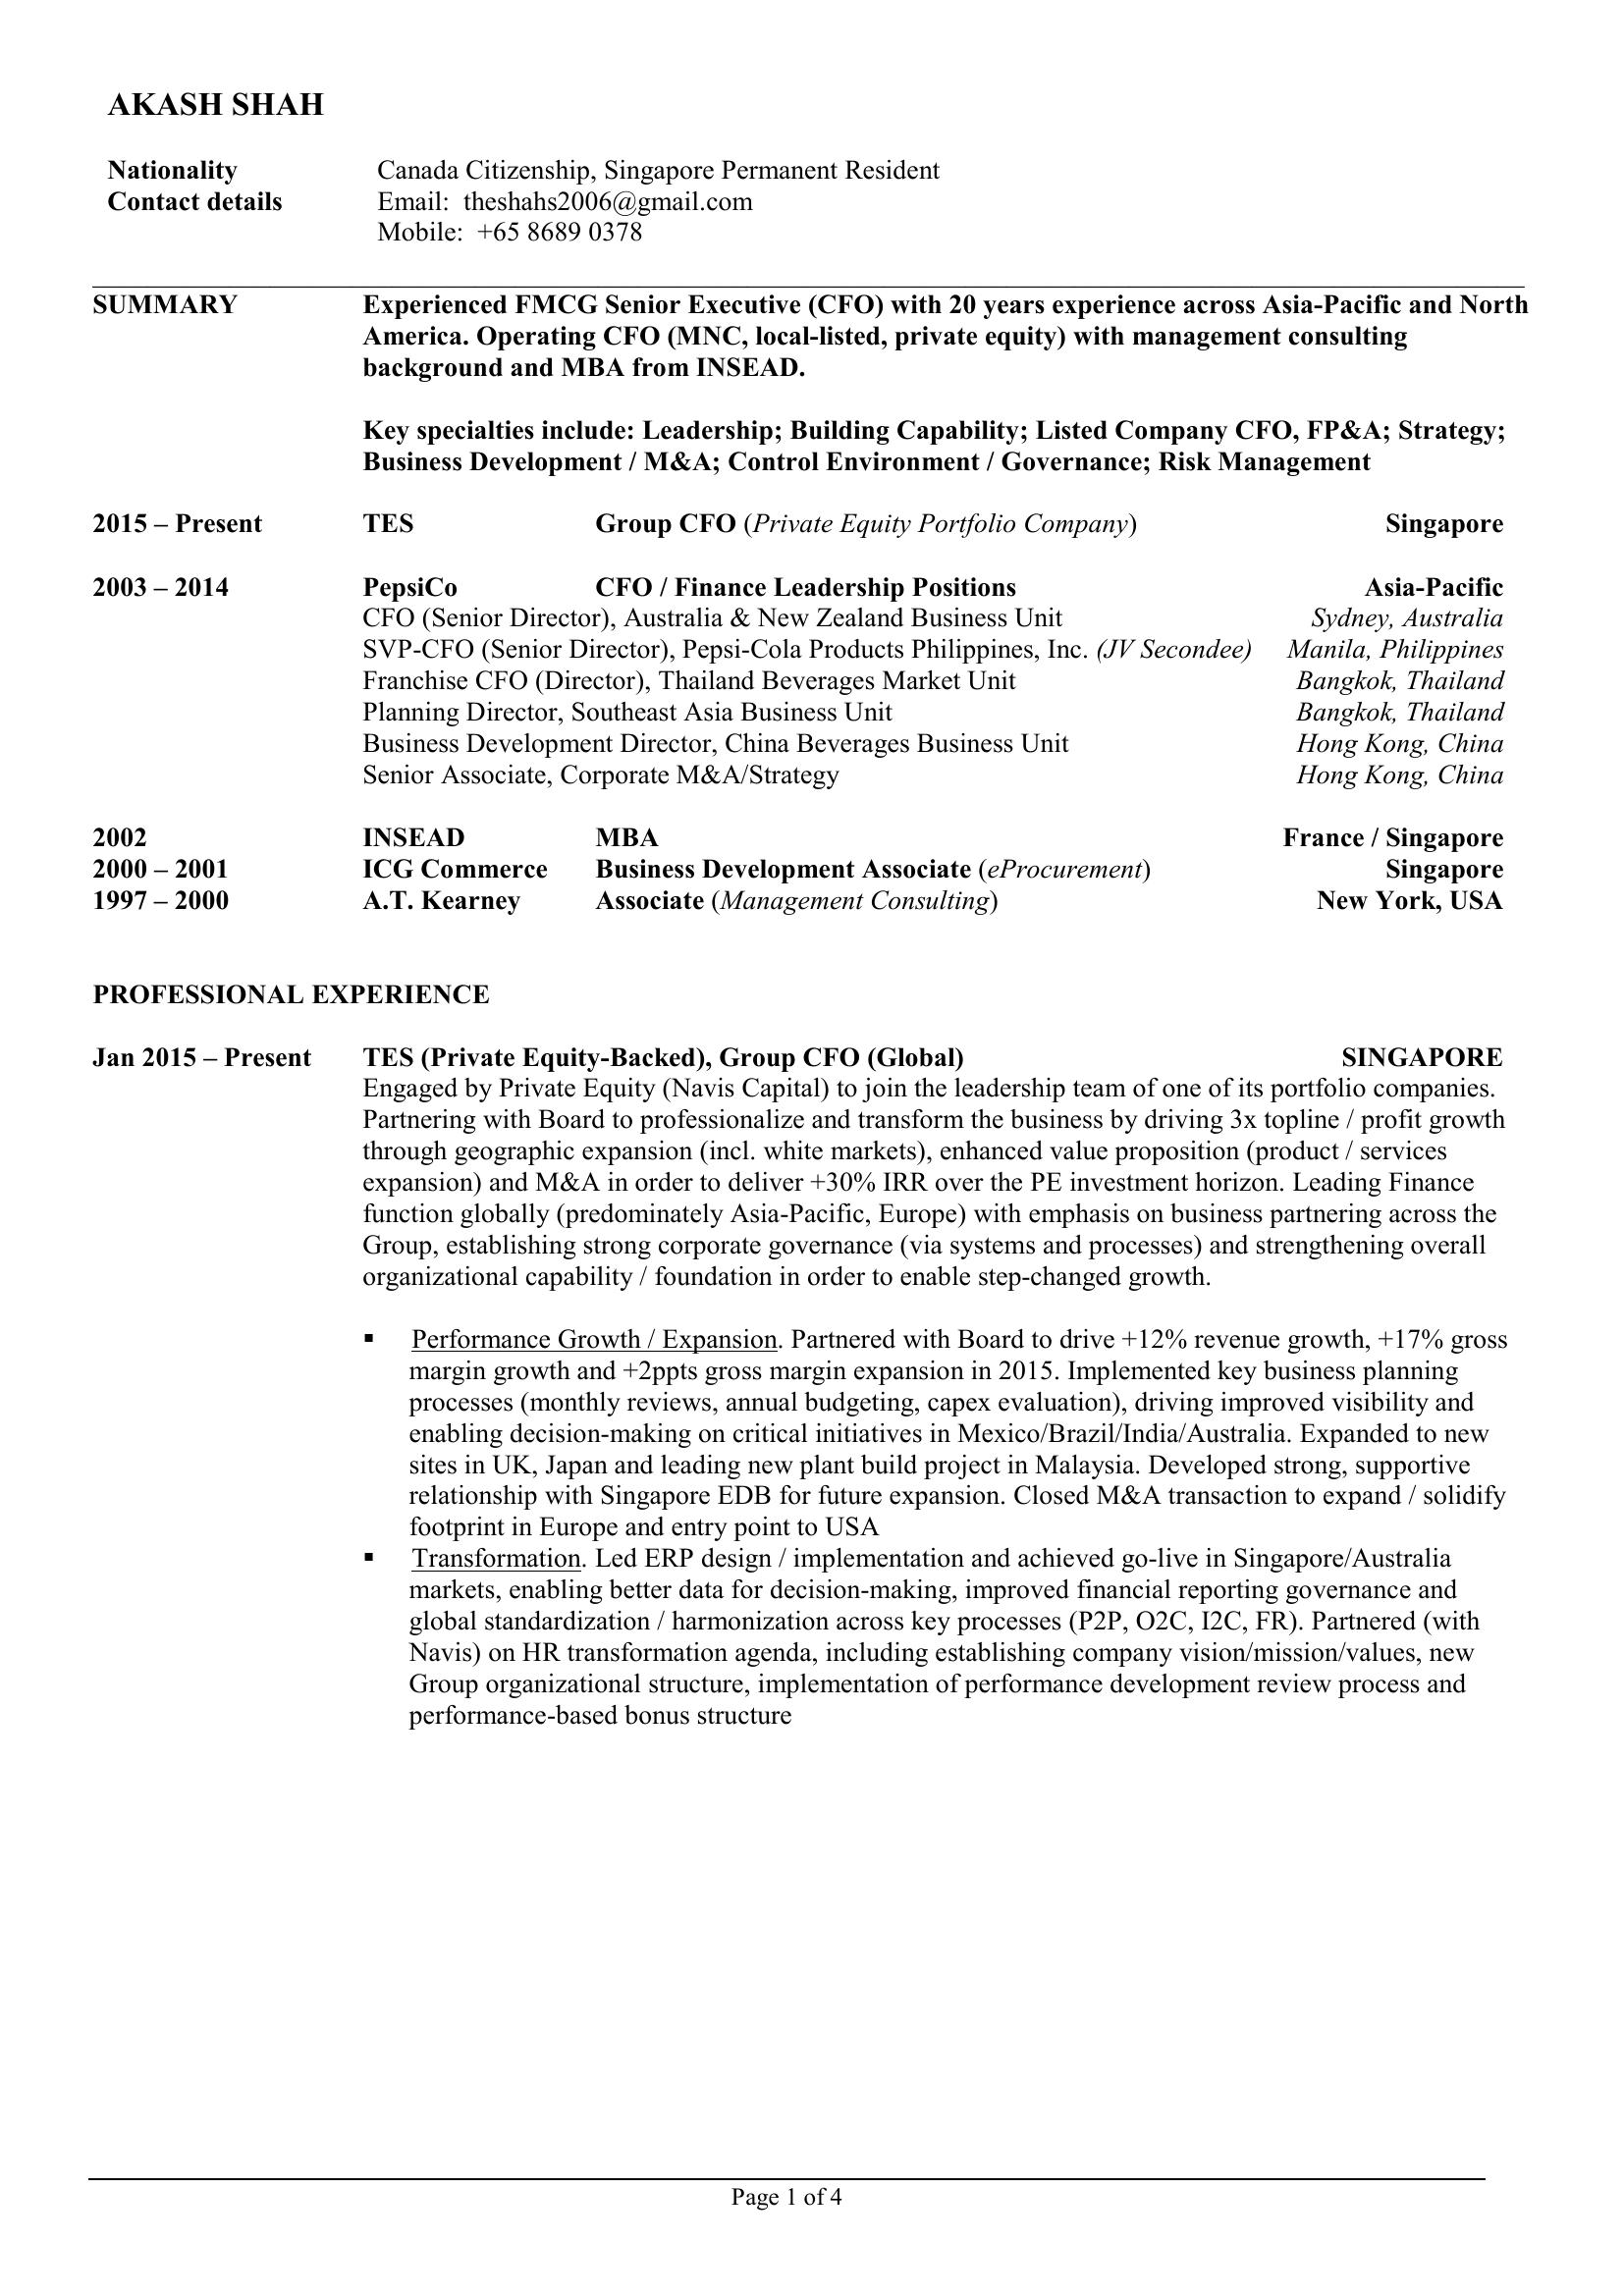 AKASH SHAH
Nationality Canada Citizenship, Singapore Permanent Resident
Contact details Email: theshahs2006@gmail.com
Mobile: +65 8689 0378
SUMMARY Experienced FMCG Senior Executive (CFO) with 20 years experience across Asia-Pacific and North
America. Operating CFO (MNC, local-listed, private equity) with management consulting
background and MBA from INSEAD.
Key specialties include: Leadership; Building Capability; Listed Company CFO, FP&A; Strategy;
Business Development / M&A; Control Environment / Governance; Risk Management
2015 – Present TES Group CFO (Private Equity Portfolio Company) Singapore
2003 – 2014 PepsiCo CFO / Finance Leadership Positions Asia-Pacific
CFO (Senior Director), Australia & New Zealand Business Unit Sydney, Australia
SVP-CFO (Senior Director), Pepsi-Cola Products Philippines, Inc. (JV Secondee) Manila, Philippines
Franchise CFO (Director), Thailand Beverages Market Unit Bangkok, Thailand
Planning Director, Southeast Asia Business Unit Bangkok, Thailand
Business Development Director, China Beverages Business Unit Hong Kong, China
Senior Associate, Corporate M&A/Strategy Hong Kong, China
2002 INSEAD MBA France / Singapore
2000 – 2001 ICG Commerce Business Development Associate (eProcurement) Singapore
1997 – 2000 A.T. Kearney Associate (Management Consulting) New York, USA
PROFESSIONAL EXPERIENCE
Jan 2015 – Present TES (Private Equity-Backed), Group CFO (Global) SINGAPORE
Engaged by Private Equity (Navis Capital) to join the leadership team of one of its portfolio companies.
Partnering with Board to professionalize and transform the business by driving 3x topline / profit growth
through geographic expansion (incl. white markets), enhanced value proposition (product / services
expansion) and M&A in order to deliver +30% IRR over the PE investment horizon. Leading Finance
function globally (predominately Asia-Pacific, Europe) with emphasis on business partnering across the
Group, establishing strong corporate governance (via systems and processes) and strengthening overall
organizational capability / foundation in order to enable step-changed growth.
▪ Performance Growth / Expansion. Partnered with Board to drive +12% revenue growth, +17% gross
margin growth and +2ppts gross margin expansion in 2015. Implemented key business planning
processes (monthly reviews, annual budgeting, capex evaluation), driving improved visibility and
enabling decision-making on critical initiatives in Mexico/Brazil/India/Australia. Expanded to new
sites in UK, Japan and leading new plant build project in Malaysia. Developed strong, supportive
relationship with Singapore EDB for future expansion. Closed M&A transaction to expand / solidify
footprint in Europe and entry point to USA
▪ Transformation. Led ERP design / implementation and achieved go-live in Singapore/Australia
markets, enabling better data for decision-making, improved financial reporting governance and
global standardization / harmonization across key processes (P2P, O2C, I2C, FR). Partnered (with
Navis) on HR transformation agenda, including establishing company vision/mission/values, new
Group organizational structure, implementation of performance development review process and
performance-based bonus structure
Page 1 of 4